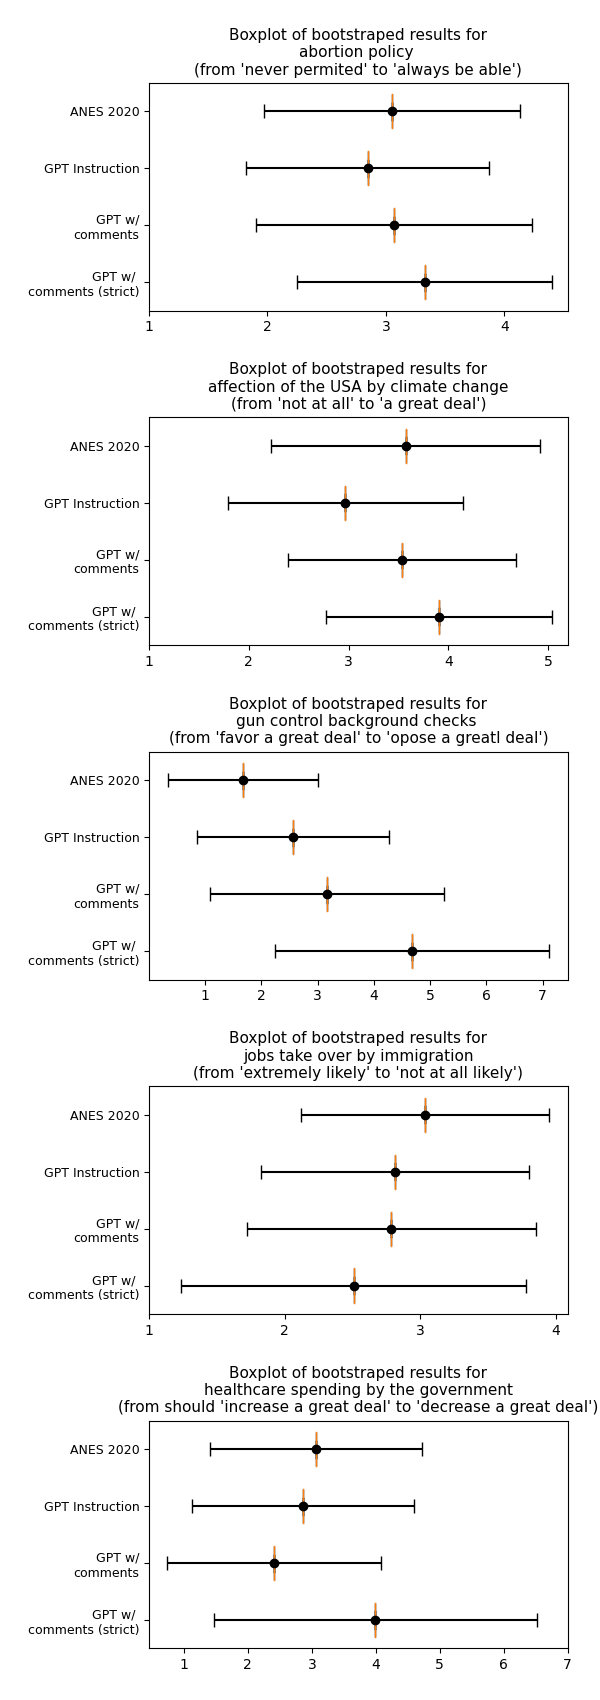 Boxplot of bootstraped results for
abortion policy
(from 'never permited' to 'always be able')
ANES 2020
GPT Instruction
GPT w/
comments
GPT w/
comments (strict)
1 2 3 4
Boxplot of bootstraped results for
affection of the USA by climate change
(from 'not at all' to 'a great deal')
ANES 2020
GPT Instruction
GPT w/
comments
GPT w/
comments (strict)
1 2 3 4 5
Boxplot of bootstraped results for
gun control background checks
(from 'favor a great deal' to 'opose a greatl deal')
ANES 2020
GPT Instruction
GPT w/
comments
GPT w/
comments (strict)
1 2 3 4 5 6 7
Boxplot of bootstraped results for
jobs take over by immigration
(from 'extremely likely' to 'not at all likely')
ANES 2020
GPT Instruction
GPT w/
comments
GPT w/
comments (strict)
1 2 3 4
Boxplot of bootstraped results for
healthcare spending by the government
(from should 'increase a great deal' to 'decrease a great deal')
ANES 2020
GPT Instruction
GPT w/
comments
GPT w/
comments (strict)
1 2 3 4 5 6 7